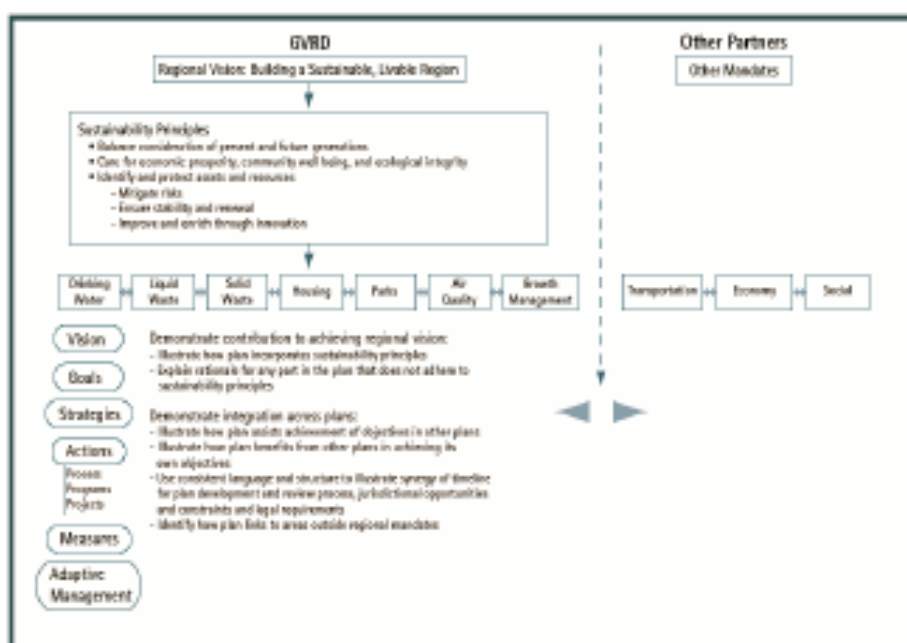 GVRD
Regional Vision: Building a Sustainable, Livable Region
Other Partners
Other Mandates
Sustainability Principles
• Balance consideration of present and future generations
• Care for economic prosperity, community well being, and ecological integrity
• Identify and protect assets and resources
– Mitigate risks
– Ensure stability and renewal
– Improve and enrich through innovation
Drinking
Water
Liquid
Waste
Solid
Waste
Housing
Parks
Air
Quality
Growth
Management
Transportation
Economy
Social
Vision
Goals
Strategies
Actions
Process
Programs
Projects
Measures
Adaptive
Management
Demonstrate contribution to achieving regional vision:
- Illustrate how plan incorporates sustainability principles
- Explain rationale for any part in the plan that does not adhere to
sustainability principles
Demonstrate integration across plans:
- Illustrate how plan assists achievement of objectives in other plans
- Illustrate how plan benefits from other plans in achieving its
own objectives
- Use consistent language and structure to illustrate synergy of timeline
for plan development and review process, jurisdictional opportunities
and constraints and legal requirements
- Identify how plan links to areas outside regional mandates